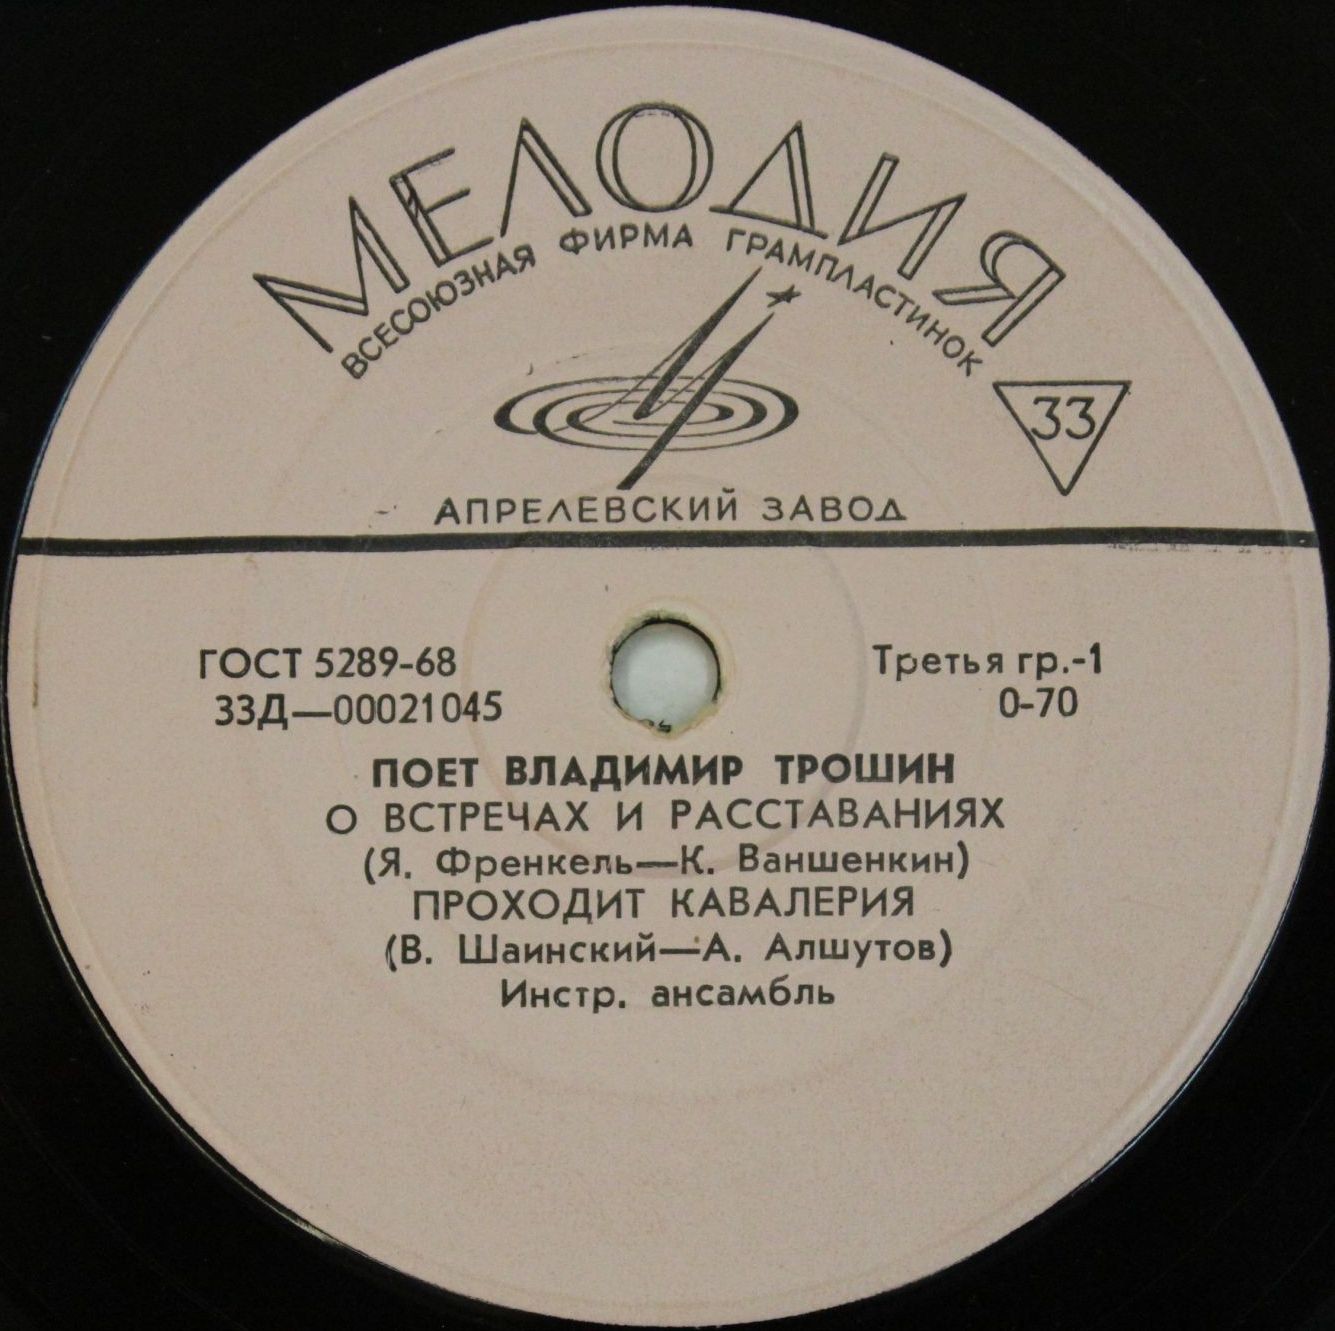 МЕЛОДИЯ
ВСЕСОЮЗНАЯ ФИРМА ГРАМПЛАСТИНОК
33
АПРЕЛЕВСКИЙ ЗАВОД
ГОСТ 5289-68 Третья гр.-1
33Д—00021045 0-70
ПОЕТ ВЛАДИМИР ТРОШИН
О ВСТРЕЧАХ И РАССТАВАНИЯХ
(Я. Френкель—К. Ваншенкин)
ПРОХОДИТ КАВАЛЕРИЯ
(В. Шаинский—А. Алшутов)
Инстр. ансамбль